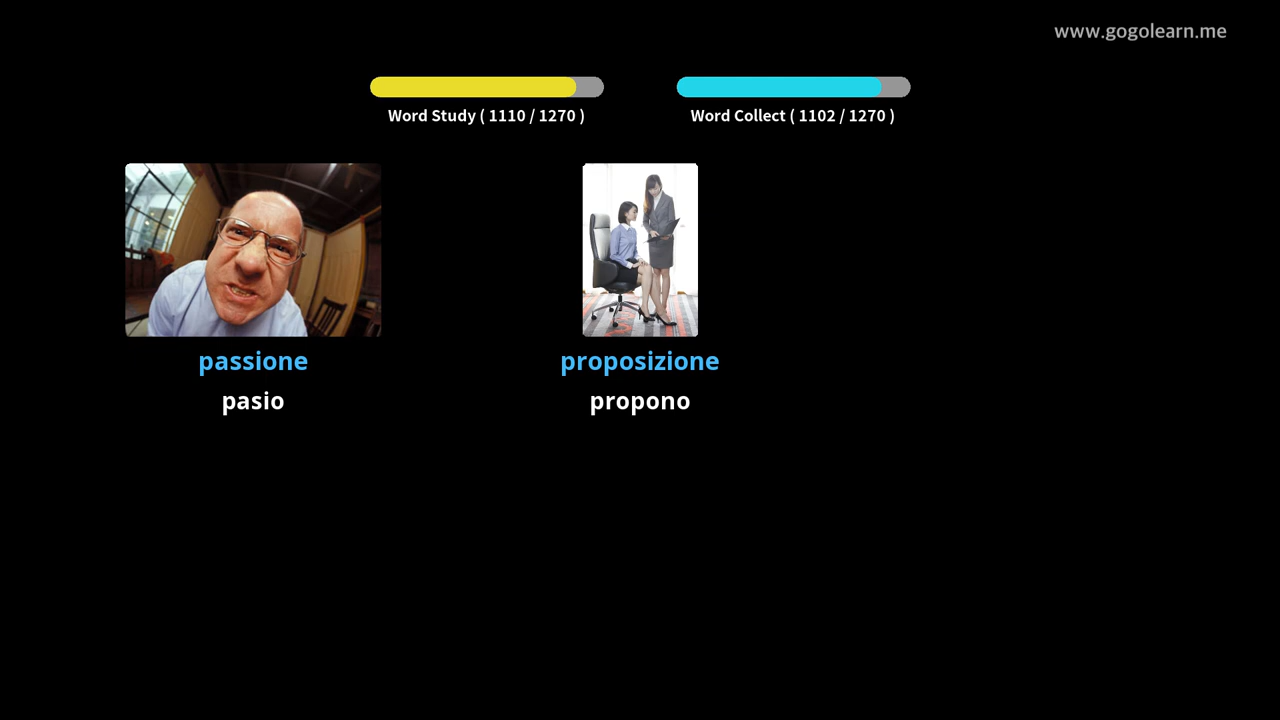 www.gogolearn.me
Word Study ( 1110 / 1270 )
Word Collect ( 1102 / 1270 )
passione
proposizione
pasio
propono